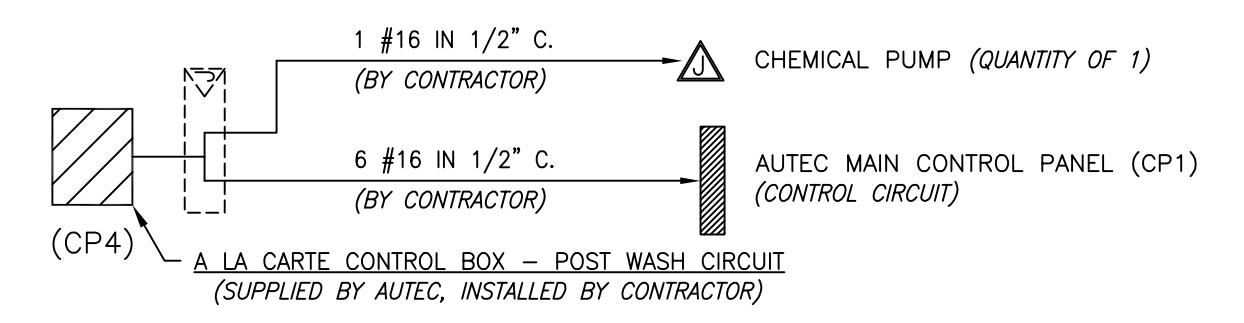 1 #16 IN 1/2" C.
(BY CONTRACTOR)
J
CHEMICAL PUMP (QUANTITY OF 1)
J
6 #16 IN 1/2" C.
(BY CONTRACTOR)
AUTEC MAIN CONTROL PANEL (CP1)
(CONTROL CIRCUIT)
(CP4)
A LA CARTE CONTROL BOX – POST WASH CIRCUIT
(SUPPLIED BY AUTEC, INSTALLED BY CONTRACTOR)